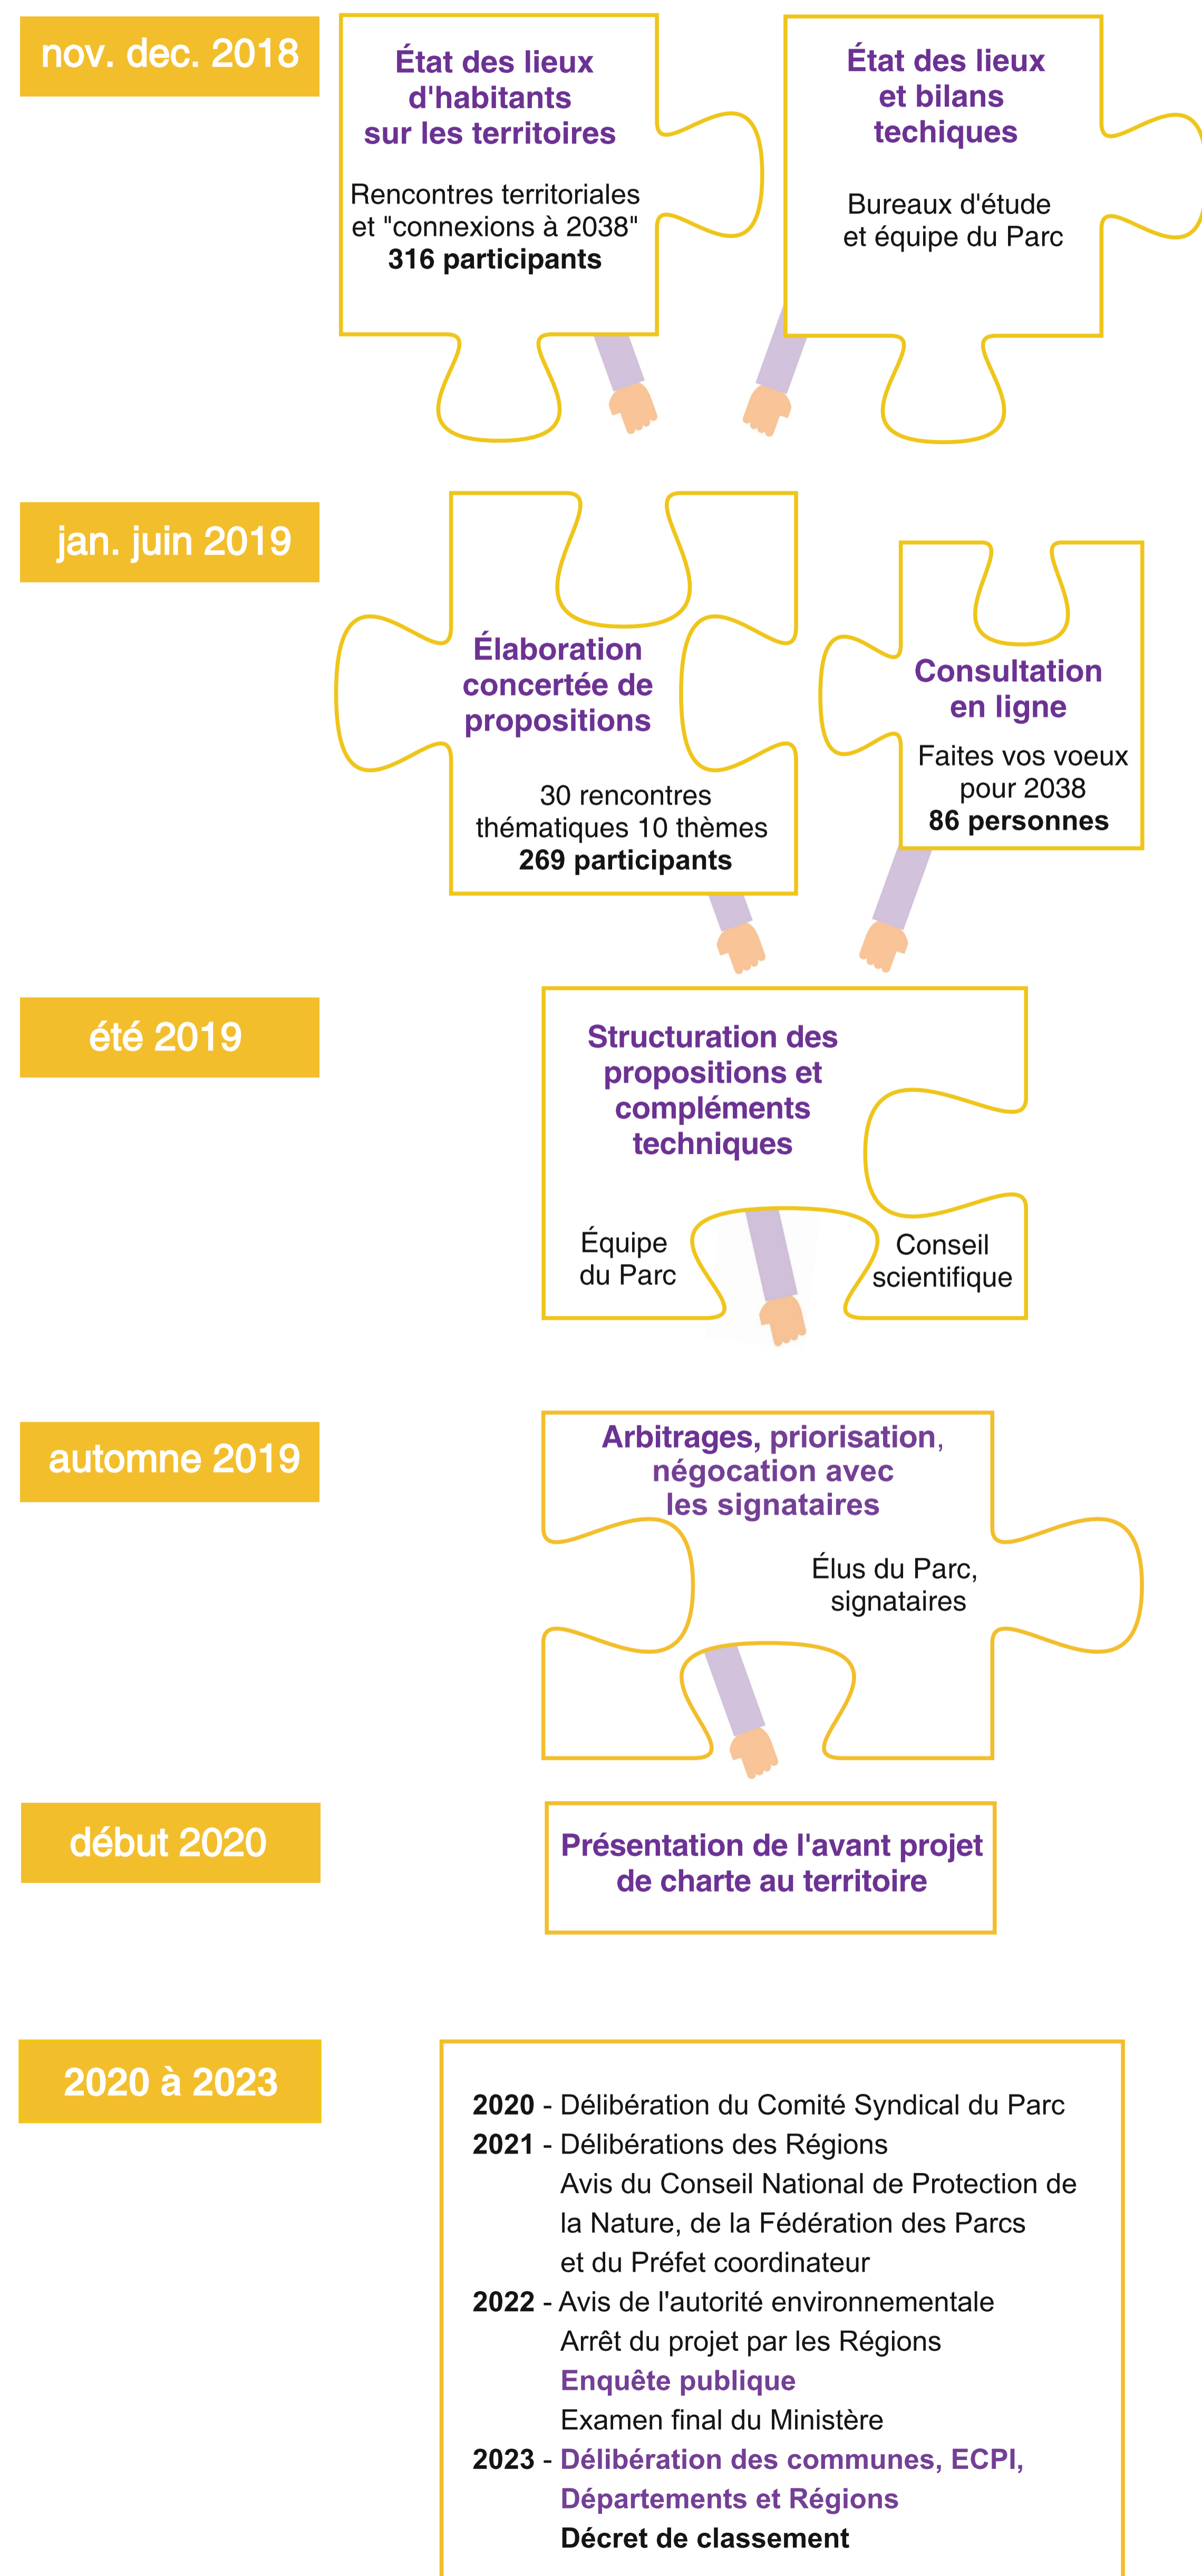 nov. dec. 2018
État des lieux
d'habitants
sur les territoires
Rencontres territoriales
et "connexions à 2038"
316 participants
État des lieux
et bilans
techiques
Bureaux d'étude
et équipe du Parc
jan. juin 2019
Élaboration
concertée de
propositions
30 rencontres
thématiques 10 thèmes
269 participants
Consultation
en ligne
Faites vos voeux
pour 2038
86 personnes
été 2019
Structuration des
propositions et
compléments
techniques
Équipe
du Parc
Conseil
scientifique
automne 2019
Arbitrages, priorisation,
négocation avec
les signataires
Élus du Parc,
signataires
début 2020
Présentation de l'avant projet
de charte au territoire
2020 à 2023
2020 - Délibération du Comité Syndical du Parc
2021 - Délibérations des Régions
Avis du Conseil National de Protection de
la Nature, de la Fédération des Parcs
et du Préfet coordinateur
2022 - Avis de l'autorité environnementale
Arrêt du projet par les Régions
Enquête publique
Examen final du Ministère
2023 - Délibération des communes, ECPI,
Départements et Régions
Décret de classement